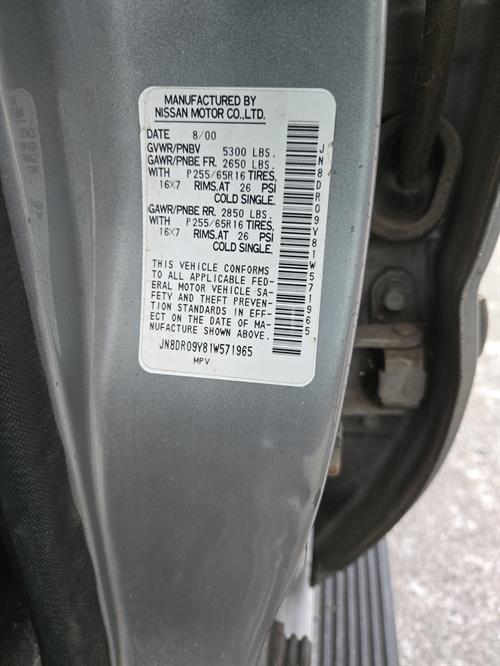 MANUFACTURED BY
NISSAN MOTOR CO.,LTD.
DATE 8/00
GVWR/PNBV 5300 LBS.
GAWR/PNBE FR. 2650 LBS.
WITH P255/65R16 TIRES,
16X7 RIMS,AT 26 PSI
COLD SINGLE.
GAWR/PNBE RR. 2850 LBS.
WITH P255/65R16 TIRES,
16X7 RIMS,AT 26 PSI
COLD SINGLE.
THIS VEHICLE CONFORMS
TO ALL APPLICABLE FED-
ERAL MOTOR VEHICLE SA-
FETY AND THEFT PREVEN-
TION STANDARDS IN EFF-
ECT ON THE DATE OF MA-
NUFACTURE SHOWN ABOVE.
JN8DR09Y81W571965
MPV
JN8DR09Y81W571965